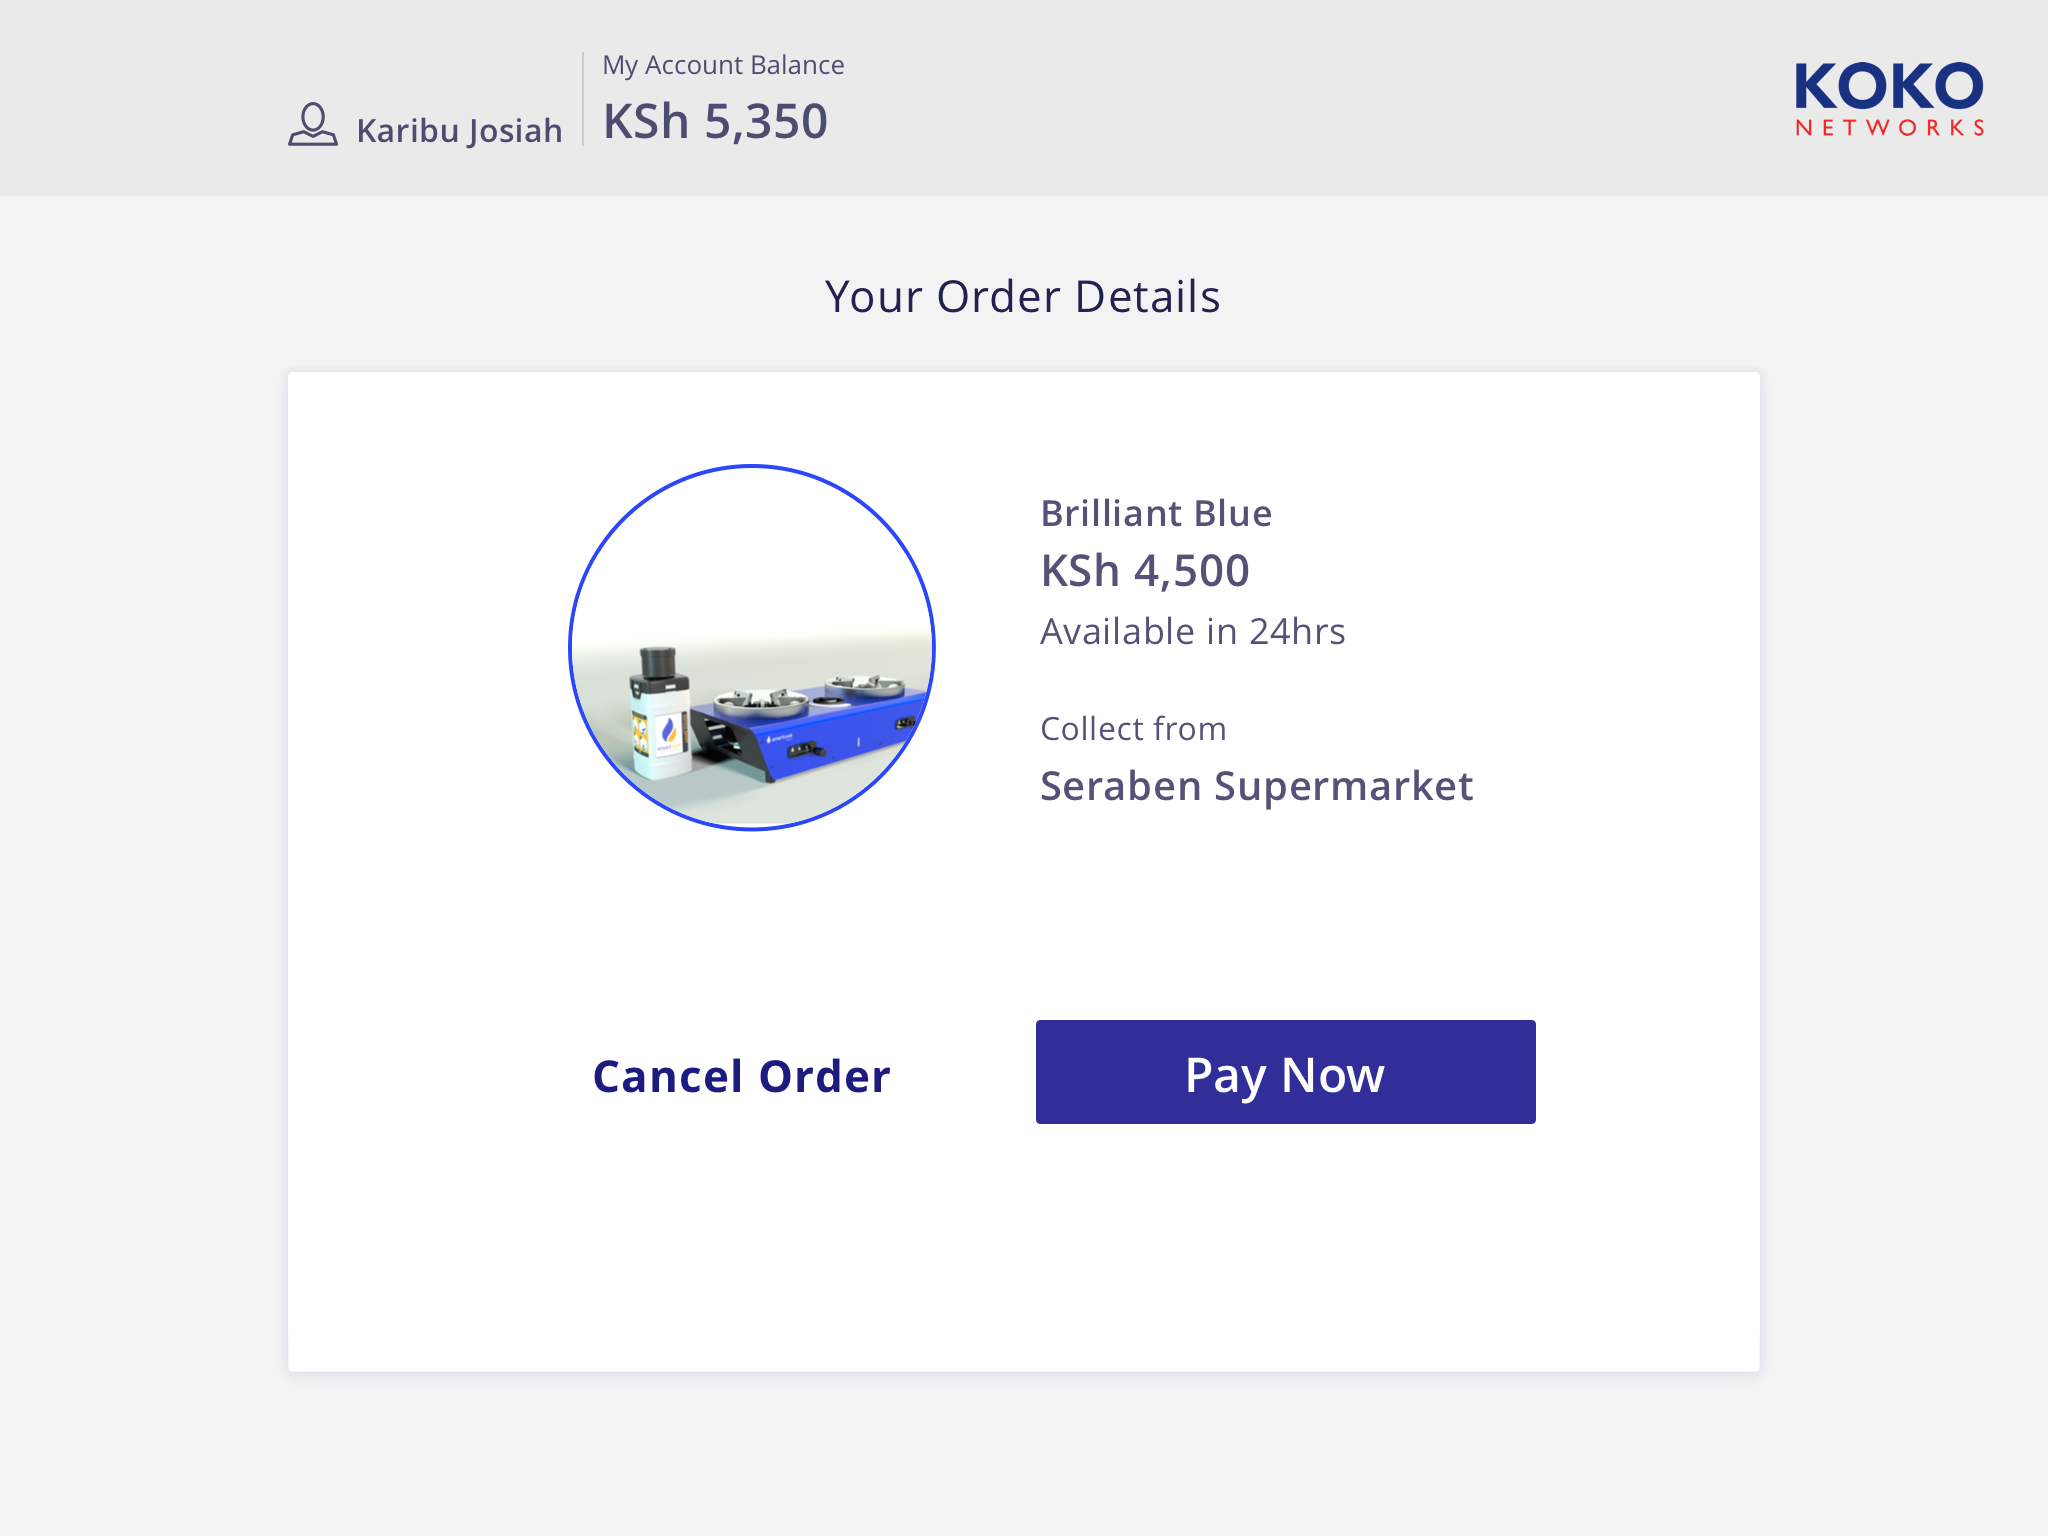 My Account Balance
Karibu Josiah
KSh 5,350
KOKO
NETWORKS
Your Order Details
Brilliant Blue
KSh 4,500
Available in 24hrs
Collect from
Seraben Supermarket
Cancel Order
Pay Now